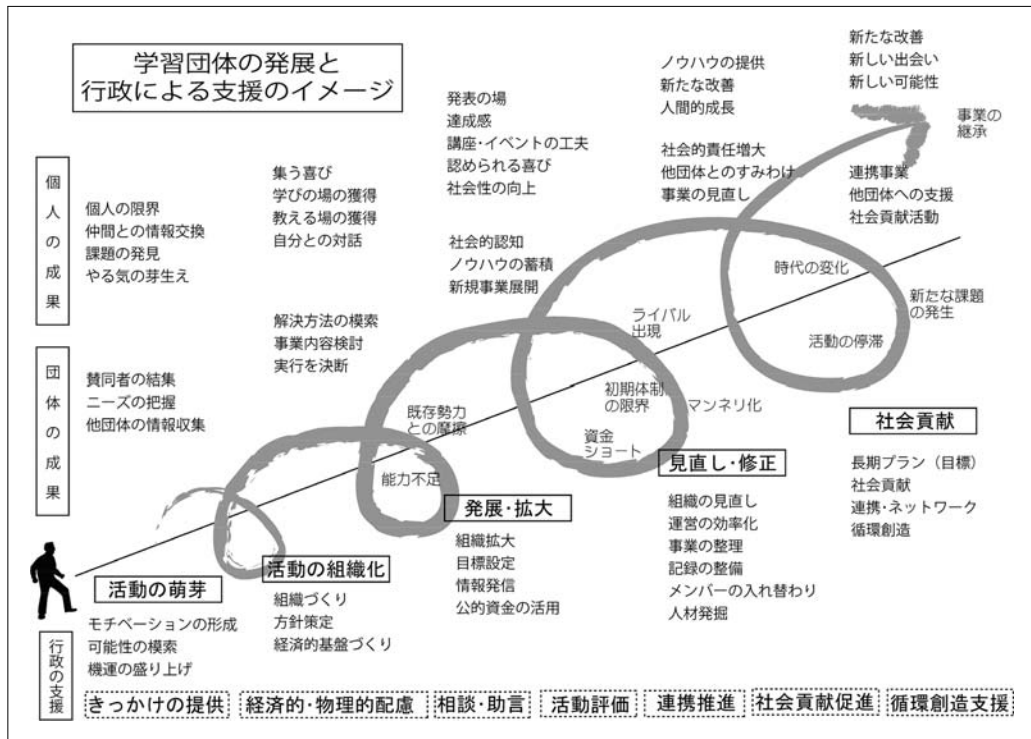 学習団体の発展と
行政による支援のイメージ
個人の成果
個人の限界
仲間との情報交換
課題の発見
やる気の芽生え
集う喜び
学びの場の獲得
教える場の獲得
自分との対話
発表の場
達成感
講座・イベントの工夫
認められる喜び
社会性の向上
ノウハウの提供
新たな改善
人間的成長
新たな改善
新しい出会い
新しい可能性
事業の
継承
団体の成果
賛同者の結集
ニーズの把握
他団体の情報収集
解決方法の模索
事業内容検討
実行を決断
社会的認知
ノウハウの蓄積
新規事業展開
社会的責任増大
他団体とのすみわけ
事業の見直し
連携事業
他団体への支援
社会貢献活動
既存勢力
との摩擦
能力不足
ライバル
出現
初期体制
の限界
資金
ショート
マンネリ化
時代の変化
活動の停滞
新たな課題
の発生
活動の萌芽
モチベーションの形成
可能性の模索
機運の盛り上げ
活動の組織化
組織づくり
方針策定
経済的基盤づくり
発展・拡大
組織拡大
目標設定
情報発信
公的資金の活用
見直し・修正
組織の見直し
運営の効率化
事業の整理
記録の整備
メンバーの入れ替わり
人材発掘
社会貢献
長期プラン（目標）
社会貢献
連携・ネットワーク
循環創造
行政の支援
きっかけの提供
経済的・物理的配慮
相談・助言
活動評価
連携推進
社会貢献促進
循環創造支援